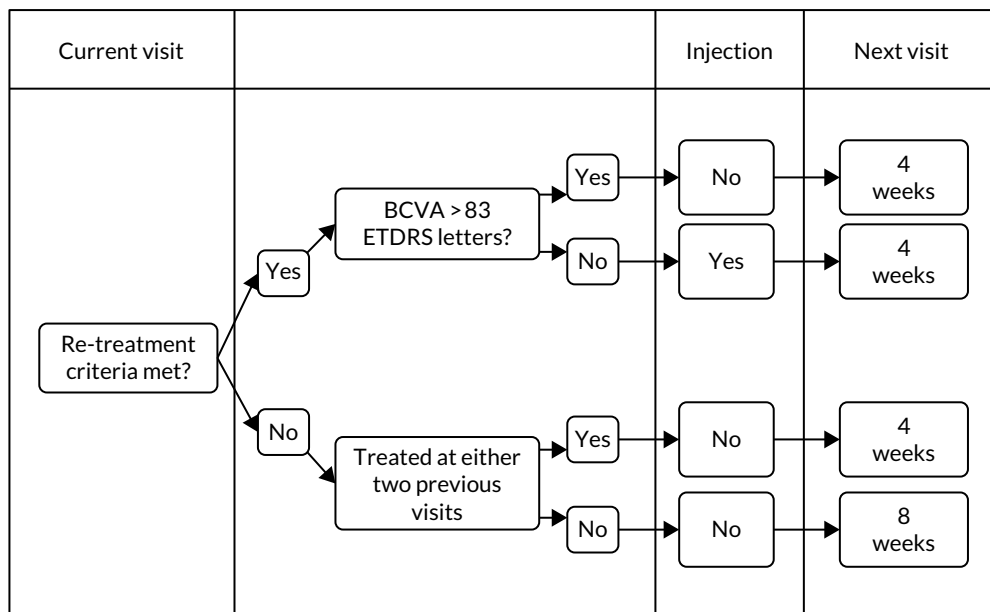 Current visit
Injection
Next visit
Yes
No
4
weeks
BCVA >83
ETDRS letters?
No
Yes
4
weeks
Yes
Re-treatment
criteria met?
No
Yes
No
4
weeks
Treated at either
two previous
visits
No
No
8
weeks